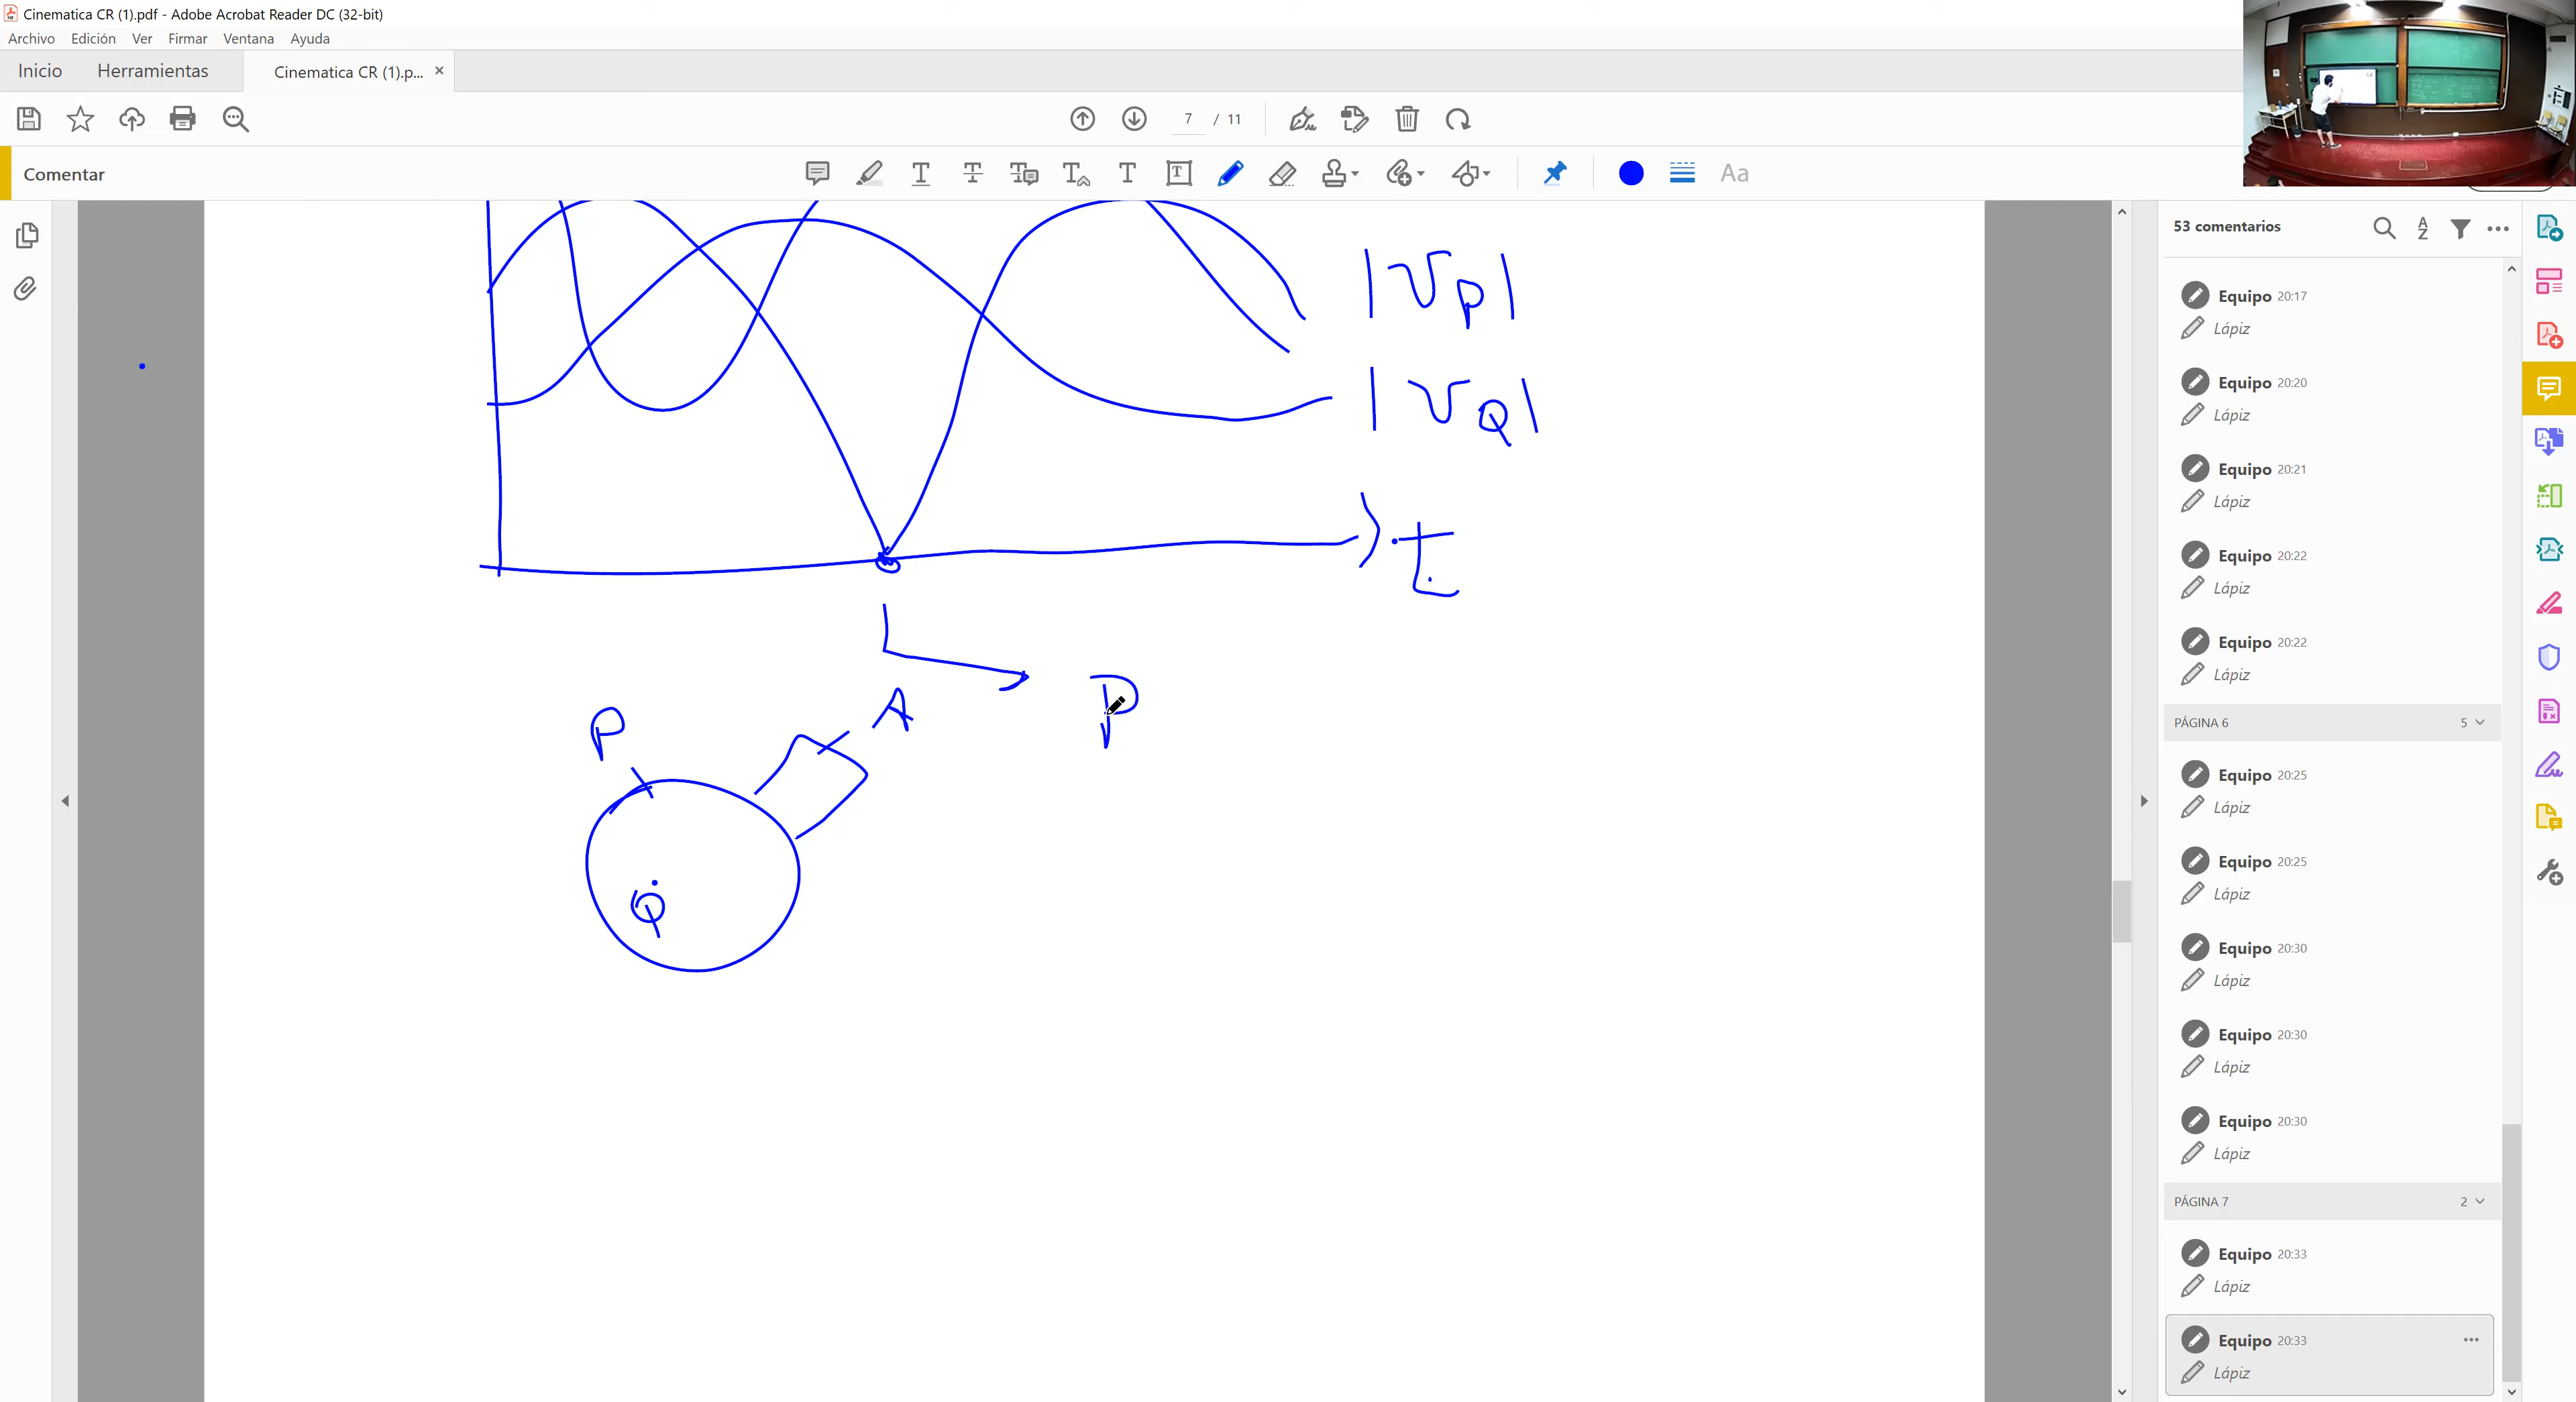 Cinematica CR (1).pdf - Adobe Acrobat Reader DC (32-bit)
Archivo Edición Ver Firmar Ventana Ayuda
Inicio Herramientas Cinematica CR (1).p... ×
7 / 11
Comentar
Aa
53 comentarios
|v_P|
|v_Q|
t
P
A
P
Q
Equipo 20:17
Lápiz
Equipo 20:20
Lápiz
Equipo 20:21
Lápiz
Equipo 20:22
Lápiz
Equipo 20:22
Lápiz
PÁGINA 6 5
Equipo 20:25
Lápiz
Equipo 20:25
Lápiz
Equipo 20:30
Lápiz
Equipo 20:30
Lápiz
Equipo 20:30
Lápiz
PÁGINA 7 2
Equipo 20:33
Lápiz
Equipo 20:33
Lápiz